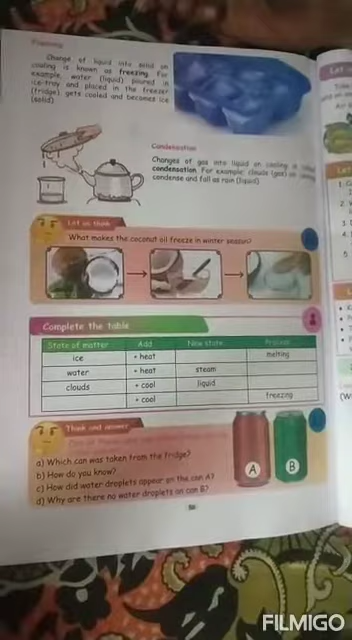 Freezing
Change of liquid into solid on
cooling is known as freezing. For
example, water (liquid) poured in
ice-tray and placed in the freezer
(fridge) gets cooled and becomes ice
(solid)
Condensation
Changes of gas into liquid on cooling is
condensation. For example: clouds (gas) on
condense and fall as rain (liquid)
Let us think
What makes the coconut oil freeze in winter season?
Complete the table
State of matter Add New state Process
ice + heat melting
water + heat steam
clouds + cool liquid
+ cool freezing
Think and answer
a) Which can was taken from the fridge?
b) How do you know?
c) How did water droplets appear on the can A?
d) Why are there no water droplets on can B?
A B
FILMIGO